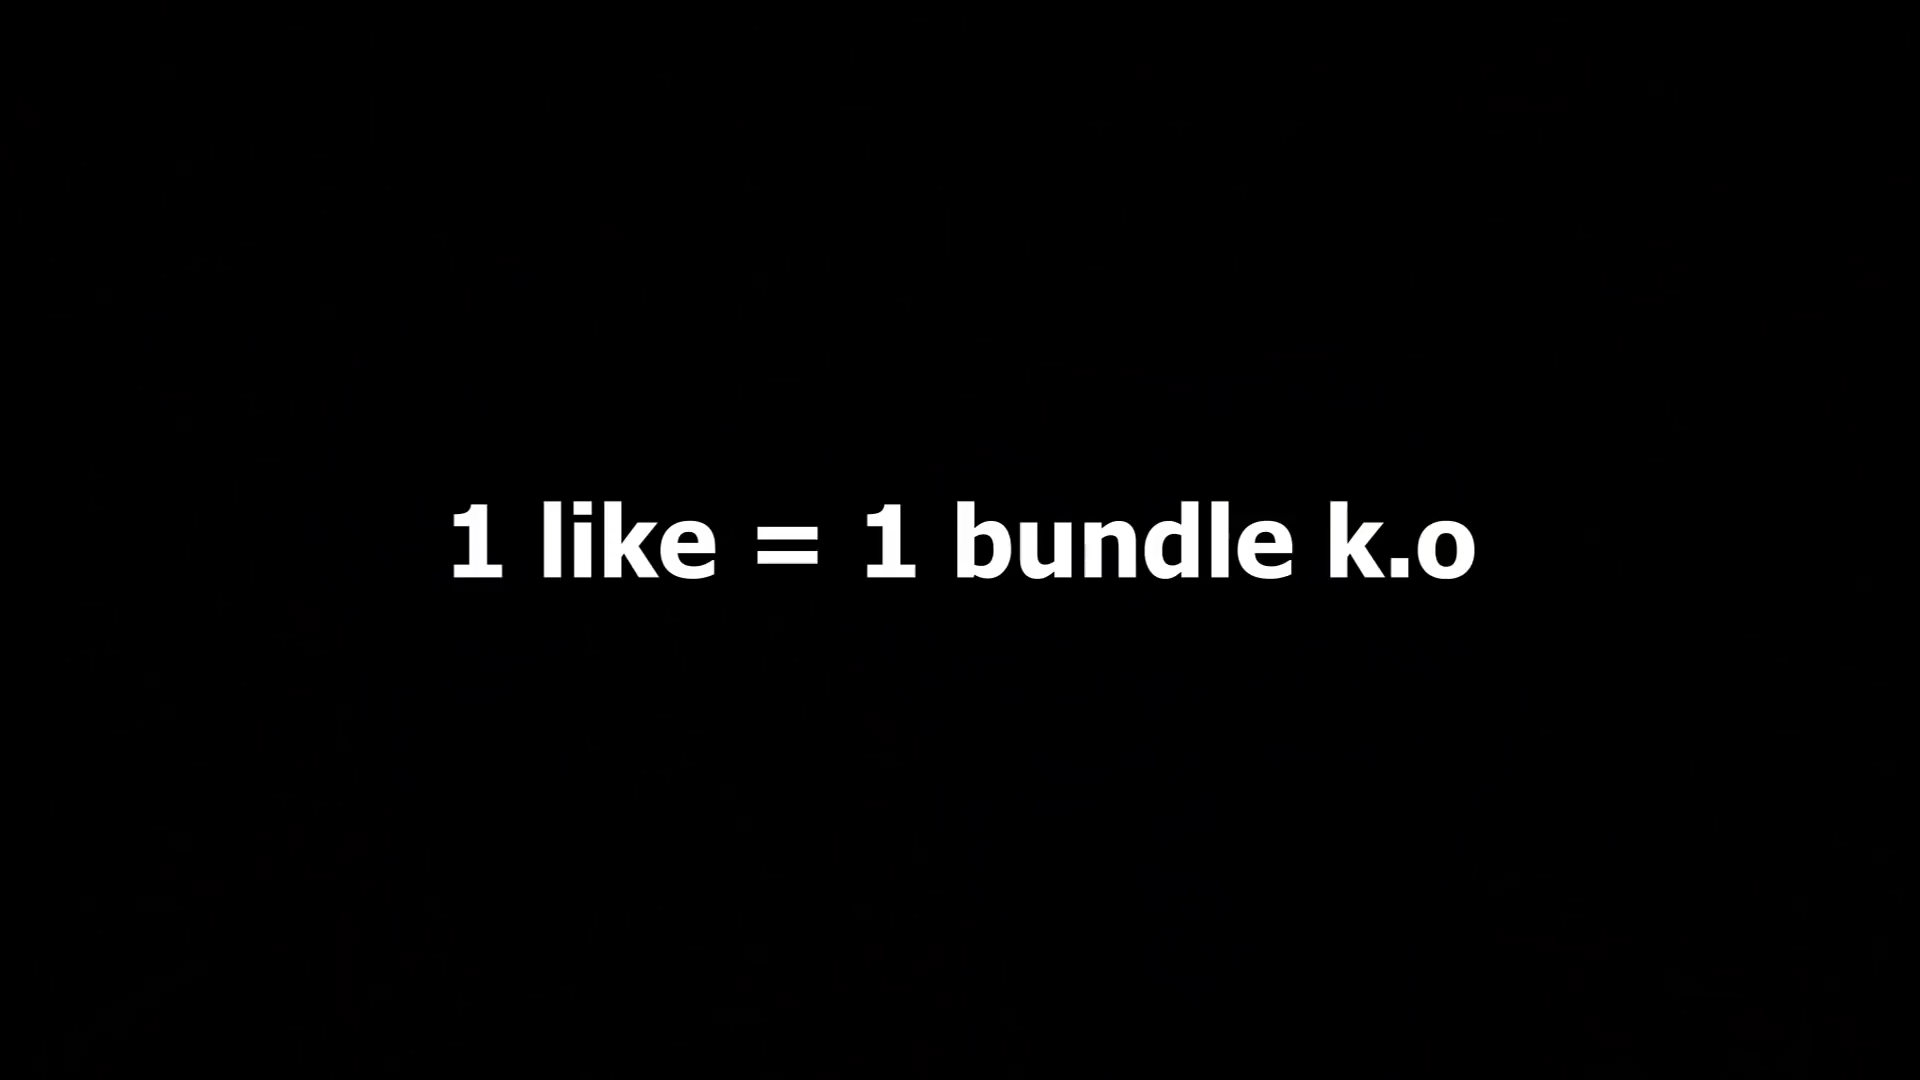 1 like = 1 bundle k.o